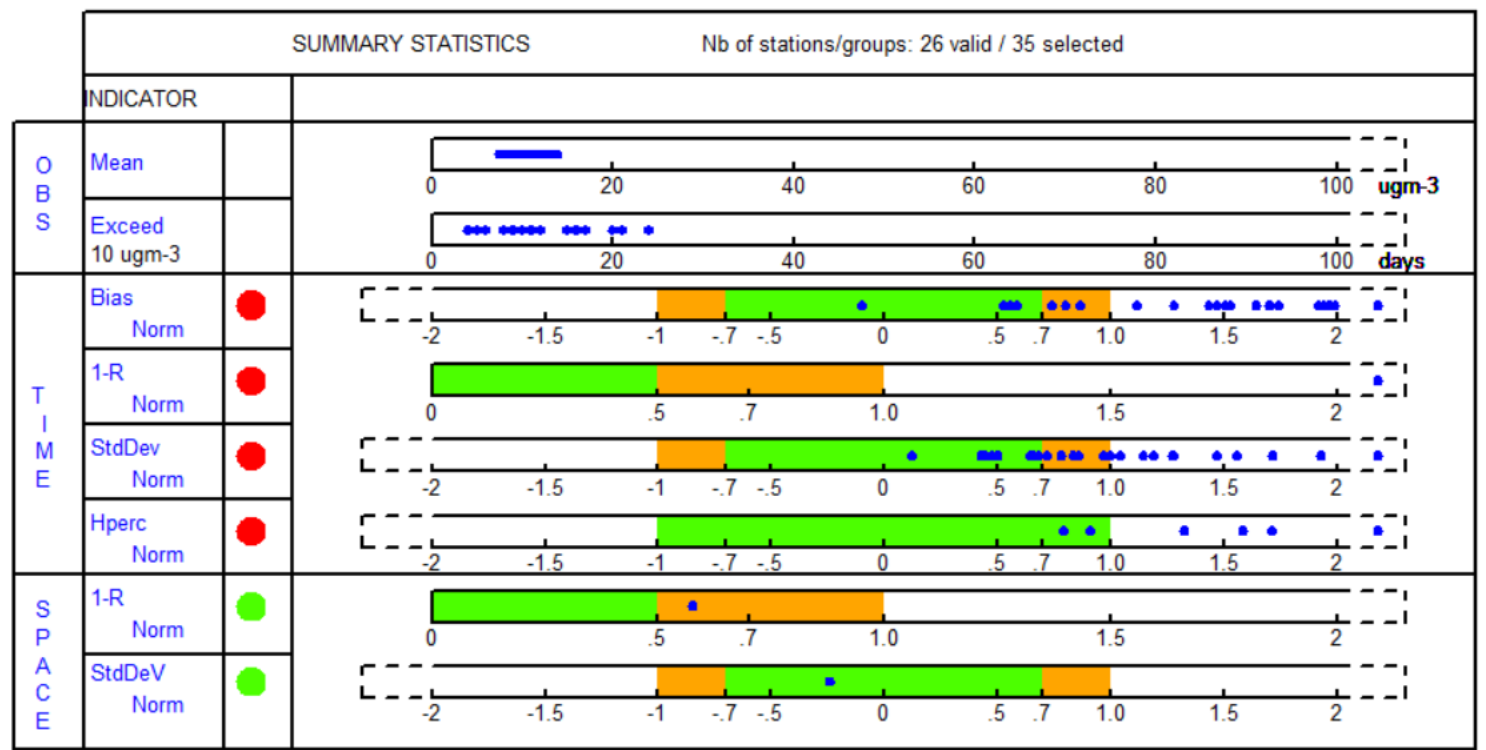 SUMMARY STATISTICS Nb of stations/groups: 26 valid / 35 selected
INDICATOR
OBS
Mean
0 20 40 60 80 100 ugm-3
Exceed
10 ugm-3
0 20 40 60 80 100 days
TIME
Bias
Norm
-2 -1.5 -1 -.7 -.5 0 .5 .7 1.0 1.5 2
1-R
Norm
0 .5 .7 1.0 1.5 2
StdDev
Norm
-2 -1.5 -1 -.7 -.5 0 .5 .7 1.0 1.5 2
Hperc
Norm
-2 -1.5 -1 -.7 -.5 0 .5 .7 1.0 1.5 2
SPACE
1-R
Norm
0 .5 .7 1.0 1.5 2
StdDeV
Norm
-2 -1.5 -1 -.7 -.5 0 .5 .7 1.0 1.5 2